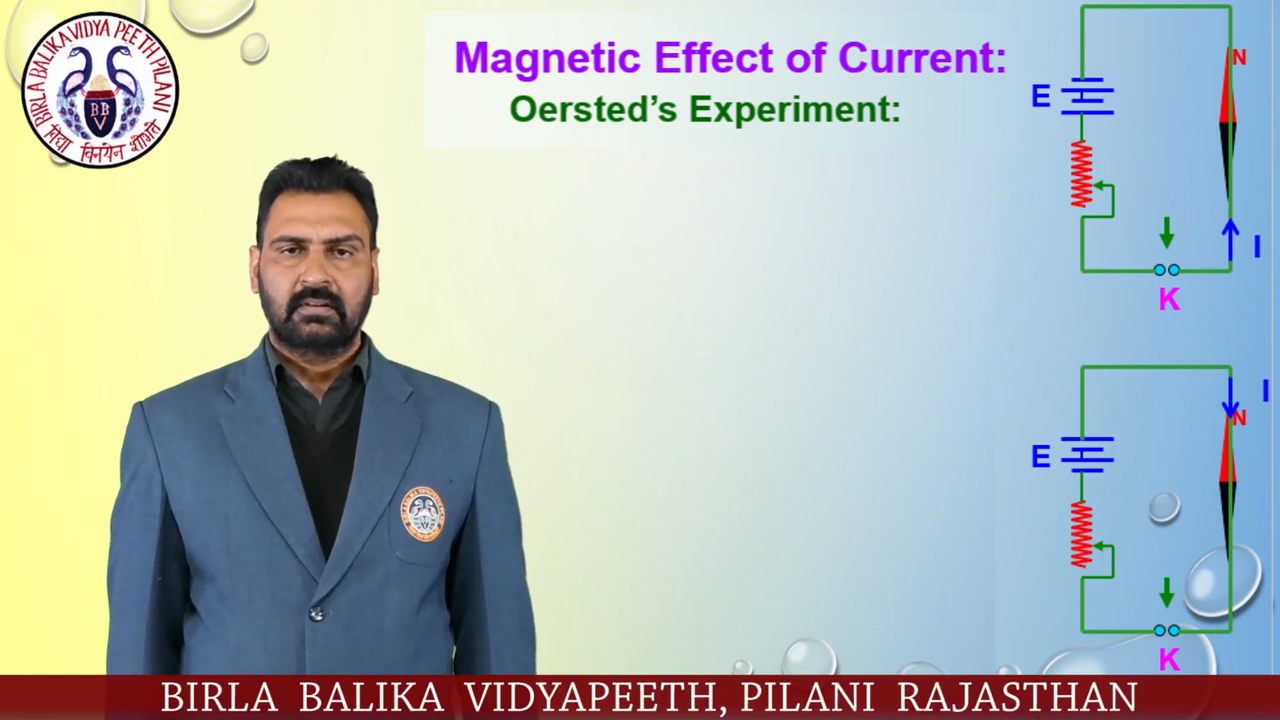 BIRLA BALIKA VIDYA PEETH PILANI
BBV
विद्या विनयेन शोभते
Magnetic Effect of Current:
Oersted’s Experiment:
N
E
I
K
I
N
E
K
BIRLA BALIKA VIDYAPEETH, PILANI RAJASTHAN